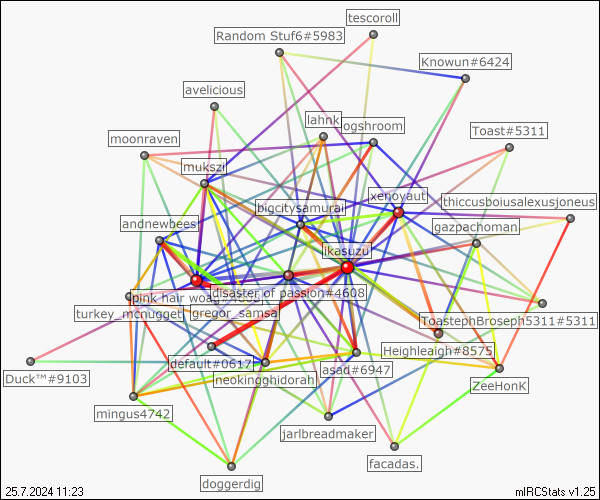 tescoroll
Random Stuf6#5983
Knowun#6424
avelicious
lahnk
ogshroom
Toast#5311
moonraven
mukszi
xenoyaut
thiccusboiusalexusjoneus
bigcitysamurai
andnewbees
gazpachoman
ikasuzu
pink hair woa
disaster of passion#4608
turkey_mcnugget
gregor_samsa
ToastephBroseph5311#5311
Heighleaigh#8575
default#0617
asad#6947
Duck™#9103
neokingghidorah
ZeeHonK
mingus4742
jarlbreadmaker
facadas.
doggerdig
25.7.2024 11:23
mIRCStats v1.25